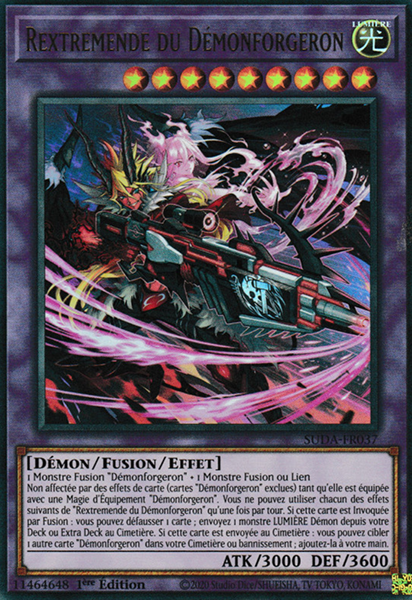 Rextremende du Démonforgeron
LUMIÈRE
光
SUDA-FR037
[Démon/Fusion/Effet]
1 Monstre Fusion "Démonforgeron" + 1 Monstre Fusion ou Lien
Non affectée par des effets de carte (cartes "Démonforgeron" exclues) tant qu'elle est équipée
avec une Magie d'Équipement "Démonforgeron". Vous ne pouvez utiliser chacun des effets
suivants de "Rextremende du Démonforgeron" qu'une fois par tour. Si cette carte est Invoquée
par Fusion : vous pouvez défausser 1 carte ; envoyez 1 monstre LUMIÈRE Démon depuis votre
Deck ou Extra Deck au Cimetière. Si cette carte est envoyée au Cimetière : vous pouvez cibler
1 autre carte "Démonforgeron" dans votre Cimetière ou bannissement ; ajoutez-la à votre main.
ATK/3000 DEF/3600
11464648 1ère Édition
©2020 Studio Dice/SHUEISHA, TV TOKYO, KONAMI